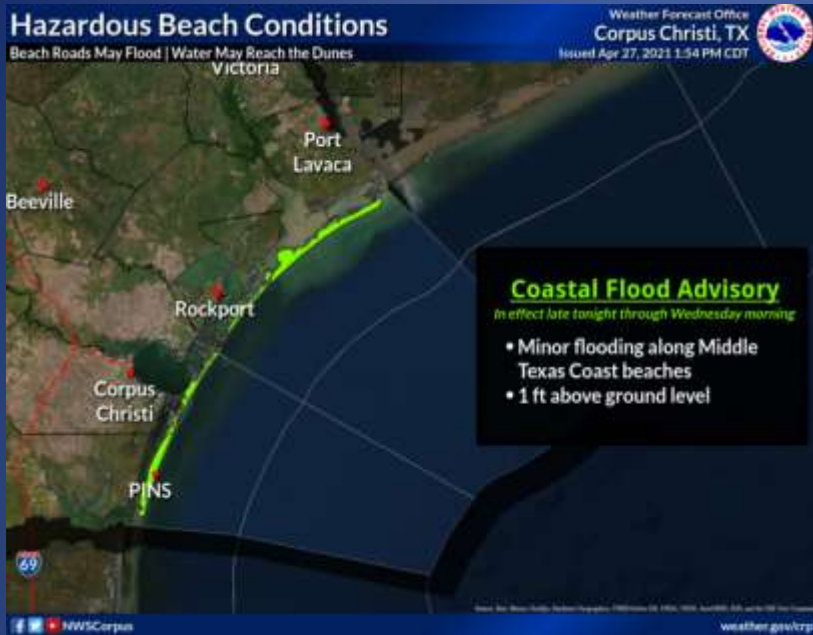 Hazardous Beach Conditions
Beach Roads May Flood | Water May Reach the Dunes
Weather Forecast Office
Corpus Christi, TX
Issued Apr 27, 2021 1:54 PM CDT
Victoria
Port
Lavaca
Beeville
Rockport
Corpus
Christi
PINS
69
Coastal Flood Advisory
In effect late tonight through Wednesday morning
• Minor flooding along Middle
Texas Coast beaches
• 1 ft above ground level
NWSCorpus
weather.gov/crp